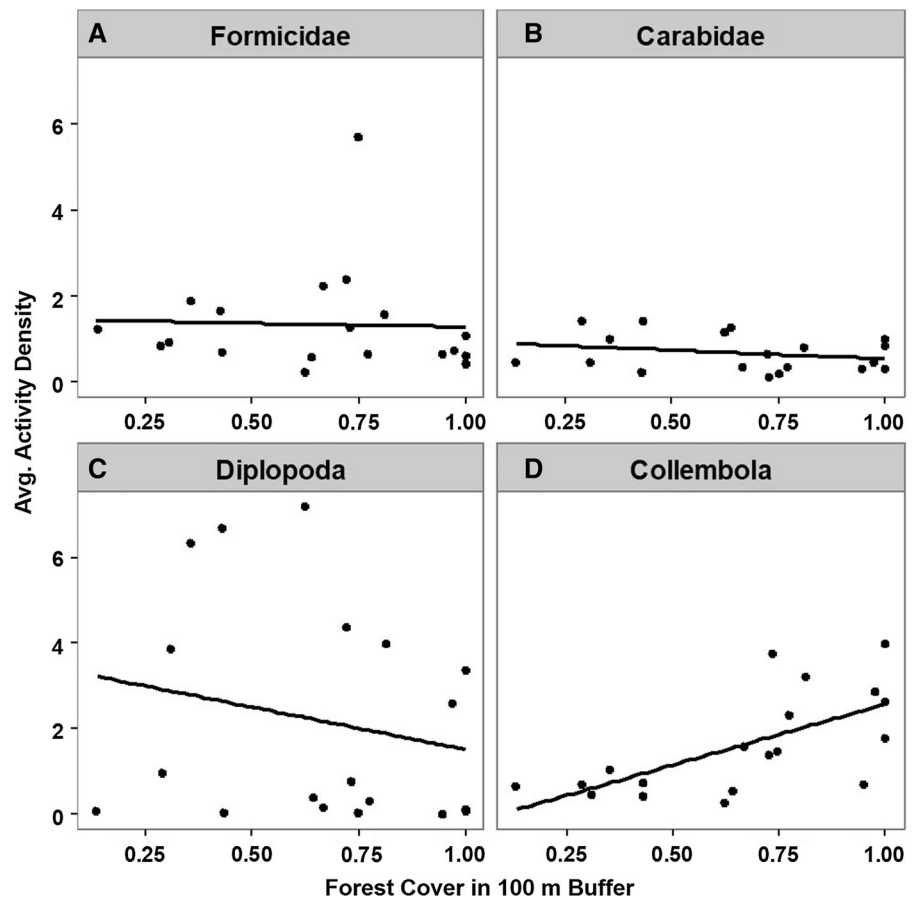 A Formicidae
B Carabidae
6
4
2
0
0.25 0.50 0.75 1.00
0.25 0.50 0.75 1.00
Avg. Activity Density
C Diplopoda
D Collembola
6
4
2
0
0.25 0.50 0.75 1.00
0.25 0.50 0.75 1.00
Forest Cover in 100 m Buffer